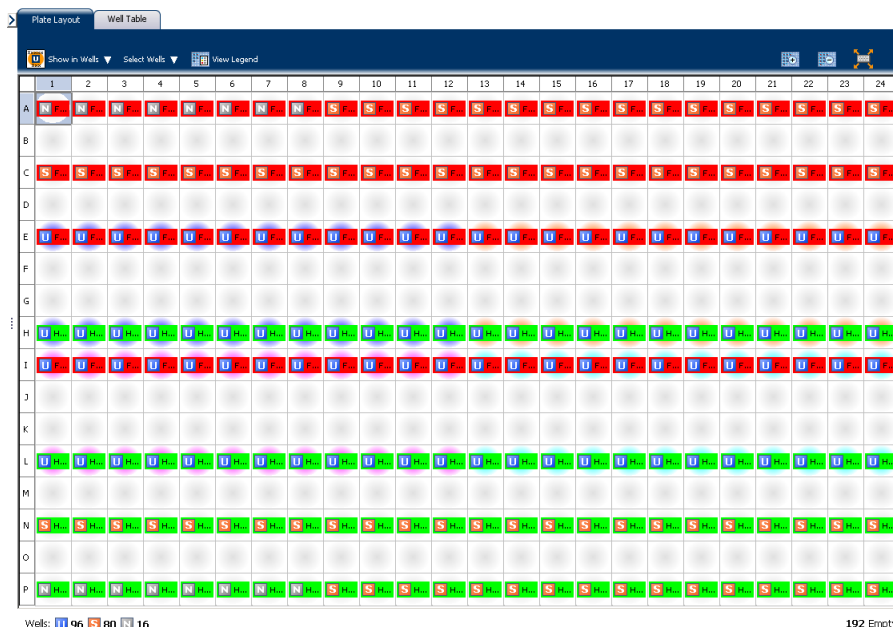 Plate Layout Well Table
Show in Wells ▼ Select Wells ▼ View Legend
1 2 3 4 5 6 7 8 9 10 11 12 13 14 15 16 17 18 19 20 21 22 23 24
A N F... N F... N F... N F... N F... N F... N F... N F... S F... S F... S F... S F... S F... S F... S F... S F... S F... S F... S F... S F... S F... S F... S F... S F...
B
C S F... S F... S F... S F... S F... S F... S F... S F... S F... S F... S F... S F... S F... S F... S F... S F... S F... S F... S F... S F... S F... S F... S F... S F...
D
E U F... U F... U F... U F... U F... U F... U F... U F... U F... U F... U F... U F... U F... U F... U F... U F... U F... U F... U F... U F... U F... U F... U F... U F...
F
G
H U H... U H... U H... U H... U H... U H... U H... U H... U H... U H... U H... U H... U H... U H... U H... U H... U H... U H... U H... U H... U H... U H... U H... U H...
I U F... U F... U F... U F... U F... U F... U F... U F... U F... U F... U F... U F... U F... U F... U F... U F... U F... U F... U F... U F... U F... U F... U F... U F...
J
K
L U H... U H... U H... U H... U H... U H... U H... U H... U H... U H... U H... U H... U H... U H... U H... U H... U H... U H... U H... U H... U H... U H... U H... U H...
M
N S H... S H... S H... S H... S H... S H... S H... S H... S H... S H... S H... S H... S H... S H... S H... S H... S H... S H... S H... S H... S H... S H... S H... S H...
O
P N H... N H... N H... N H... N H... N H... N H... N H... S H... S H... S H... S H... S H... S H... S H... S H... S H... S H... S H... S H... S H... S H... S H... S H...
Wells: U 96 S 80 N 16 192 Empt